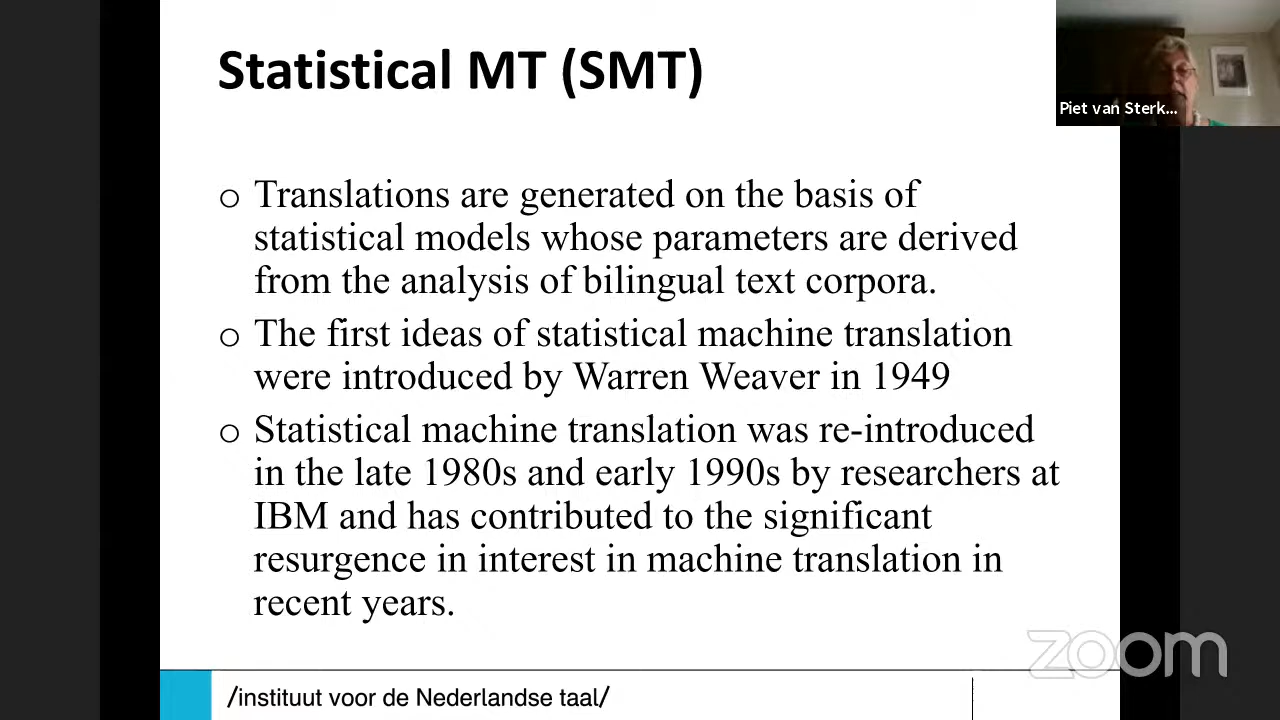 Statistical MT (SMT)
Piet van Sterk...
o Translations are generated on the basis of
statistical models whose parameters are derived
from the analysis of bilingual text corpora.
o The first ideas of statistical machine translation
were introduced by Warren Weaver in 1949
o Statistical machine translation was re-introduced
in the late 1980s and early 1990s by researchers at
IBM and has contributed to the significant
resurgence in interest in machine translation in
recent years.
zoom
/instituut voor de Nederlandse taal/